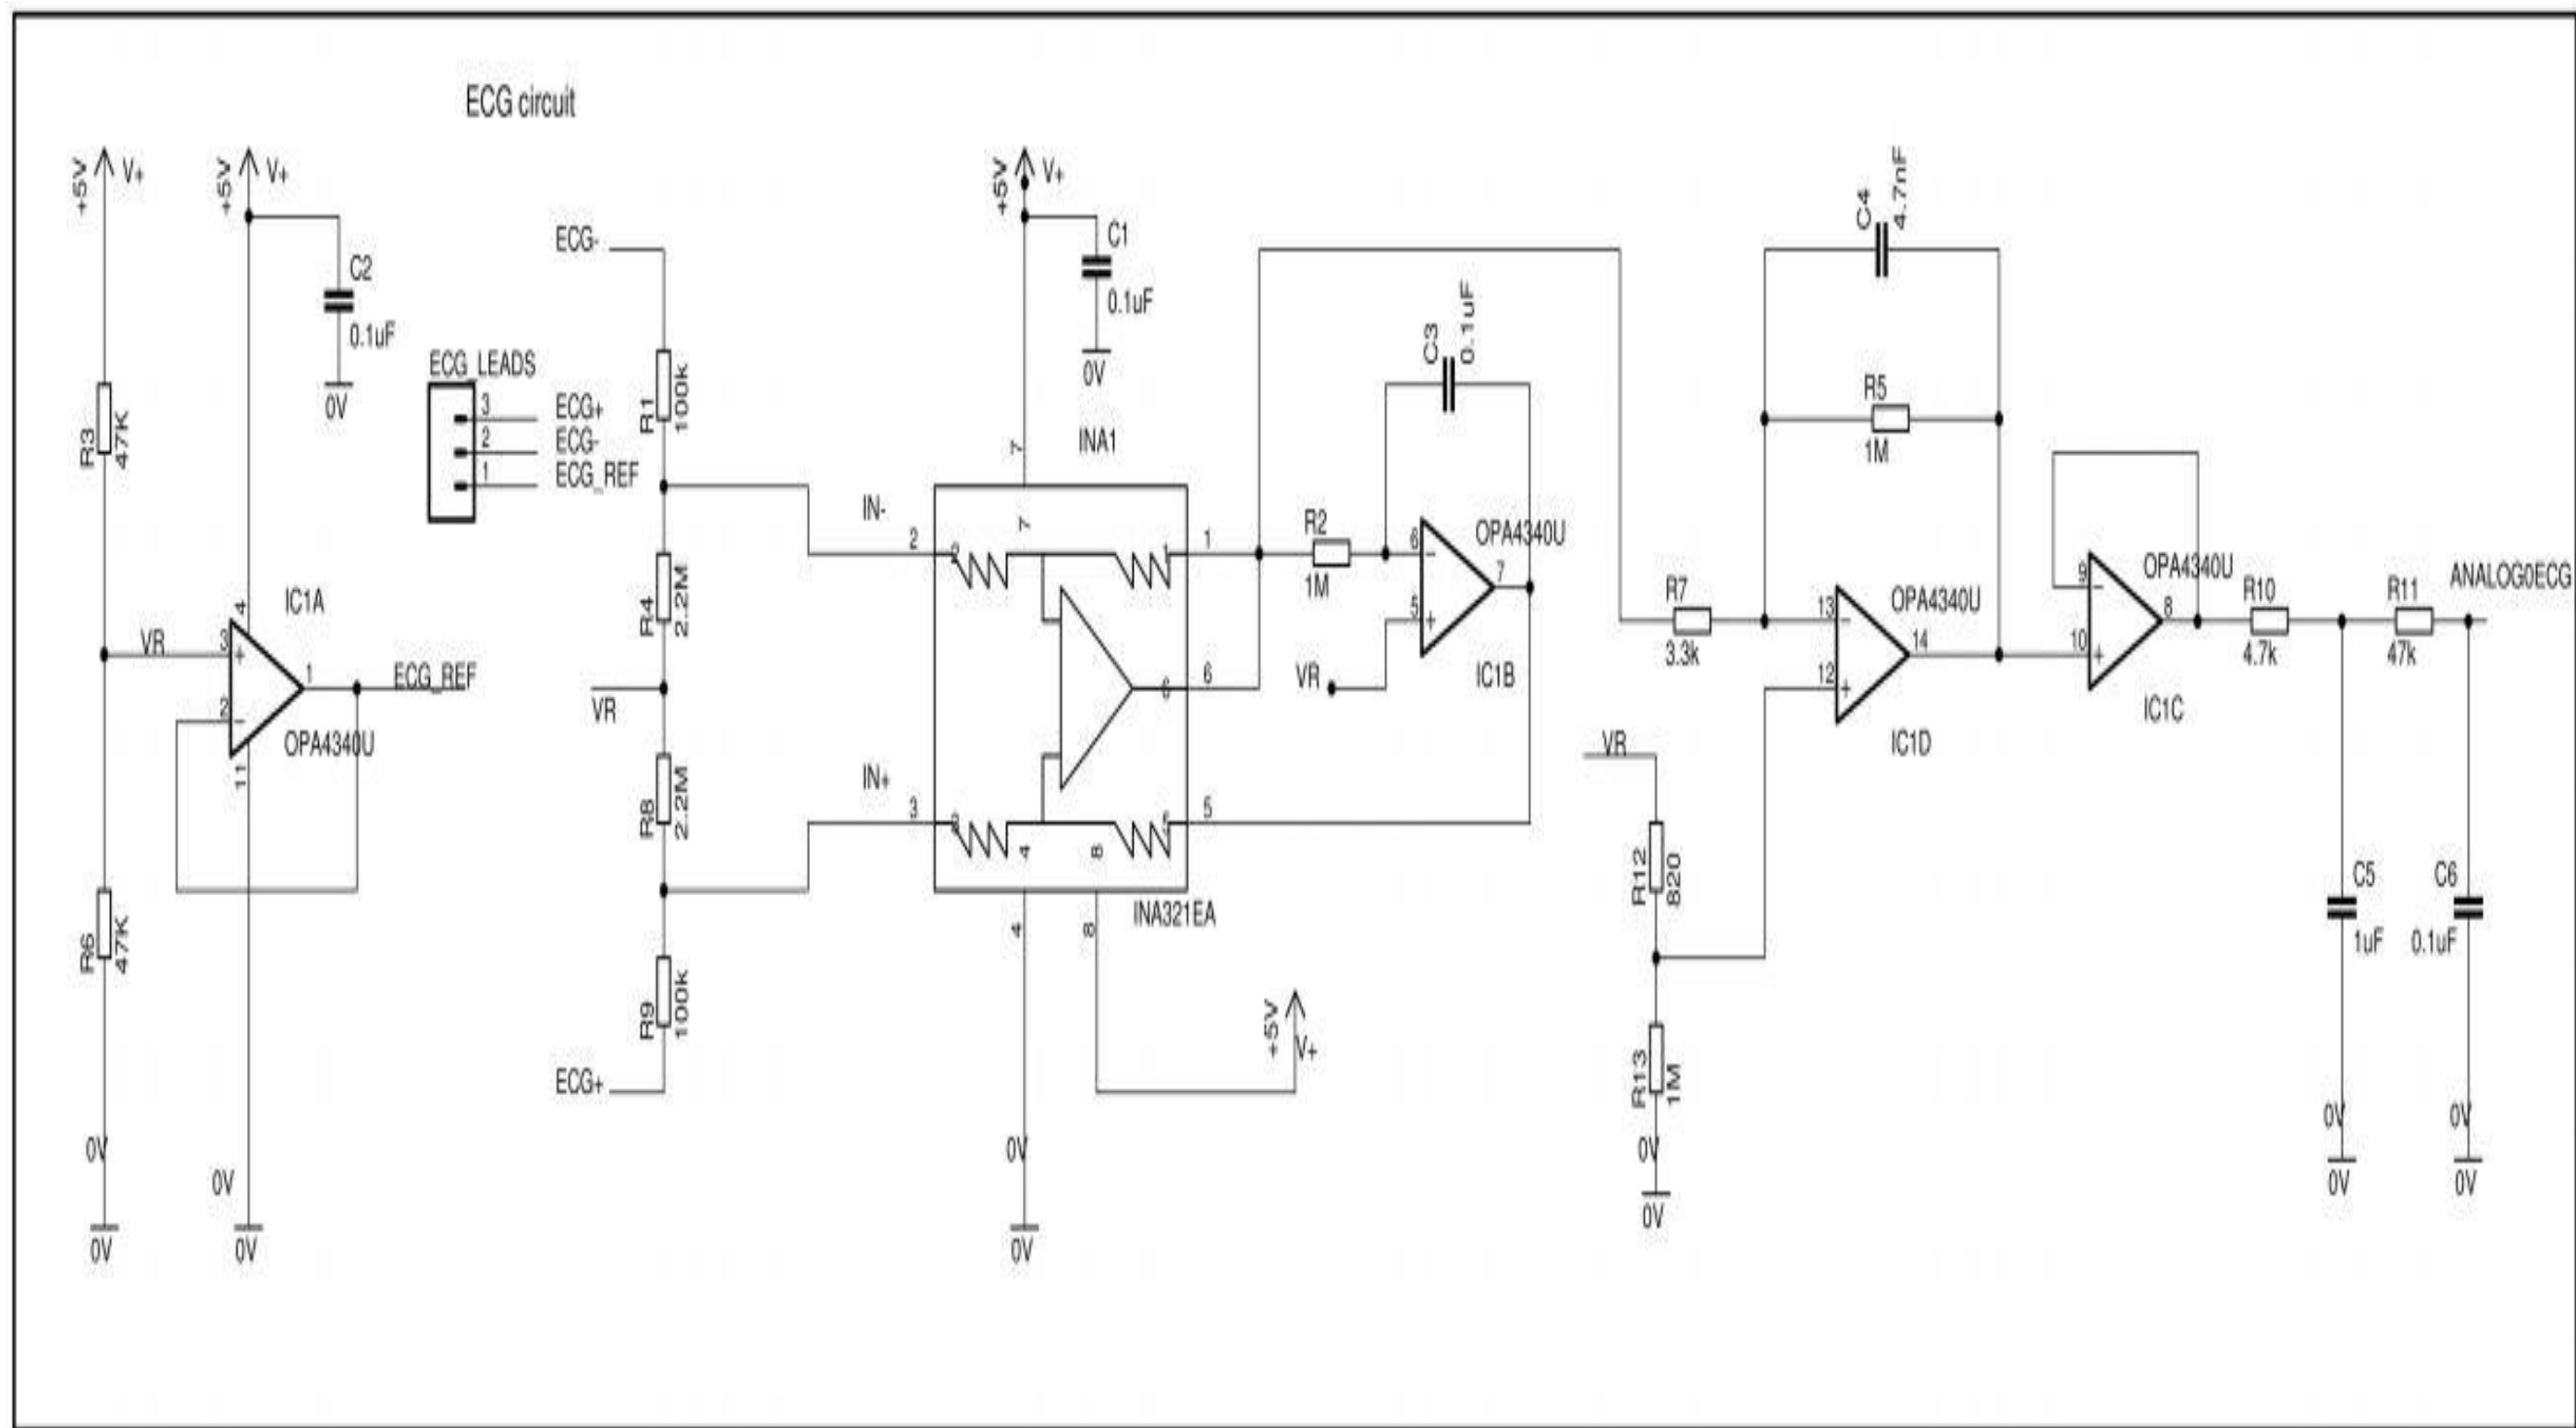 ECG circuit
+5V
V+
R3
47K
VR
R6
47K
0V
0V
+5V
V+
C2
0.1uF
0V
IC1A
4
3
+
2
-
1
11
ECG_REF
OPA4340U
0V
0V
ECG_LEADS
3
ECG+
2
ECG-
1
ECG_REF
ECG-
R1
100k
R4
2.2M
VR
R8
2.2M
R9
100k
ECG+
+5V
V+
C1
0.1uF
0V
7
INA1
IN-
2
2
7
1
1
6
6
IN+
3
3
4
8
5
5
INA321EA
4
8
0V
0V
+5V
V+
C3
0.1uF
R2
1M
6
-
5
+
7
OPA4340U
VR
IC1B
C4
4.7nF
R5
1M
R7
3.3k
13
-
12
+
14
OPA4340U
IC1D
VR
R12
820
R13
1M
0V
0V
9
-
10
+
8
OPA4340U
IC1C
R10
4.7k
R11
47k
ANALOG0ECG
C5
1uF
C6
0.1uF
0V
0V
0V
0V